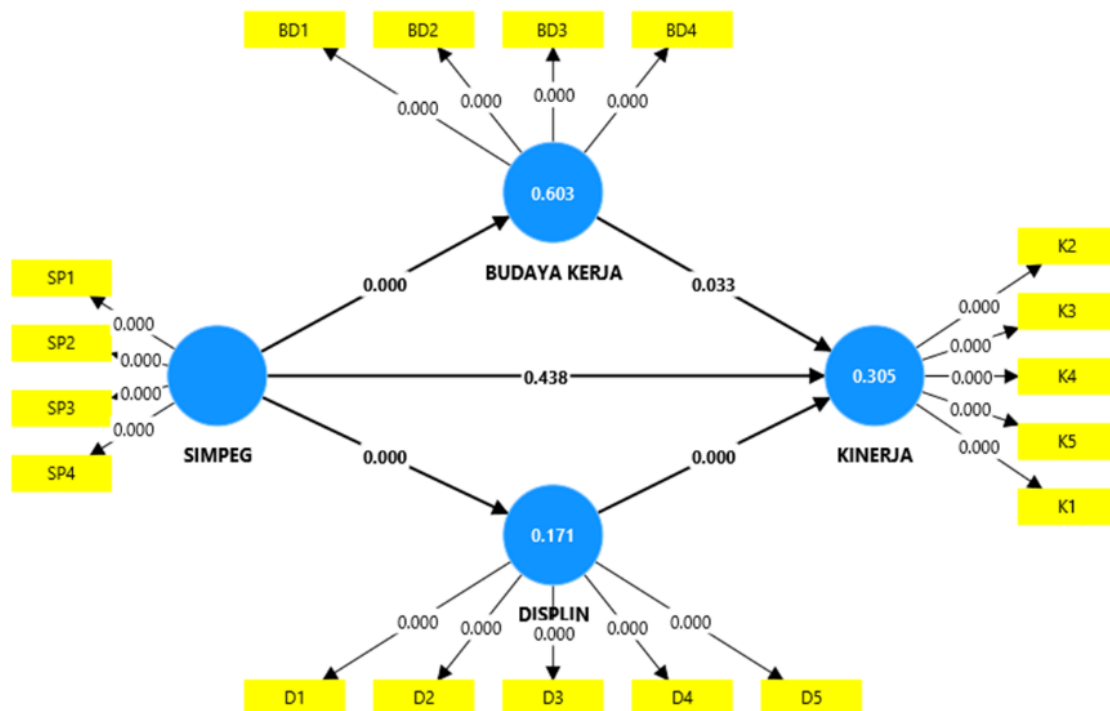 BD1 BD2 BD3 BD4
0.000 0.000 0.000 0.000
0.603
BUDAYA KERJA
0.000
0.033
SP1
SP2
SP3
SP4
0.000
0.000
0.000
0.000
SIMPEG
0.438
0.305
KINERJA
K2
K3
K4
K5
K1
0.000
0.000
0.000
0.000
0.000
0.000
0.000
0.171
DISPLIN
0.000 0.000 0.000 0.000 0.000
D1 D2 D3 D4 D5